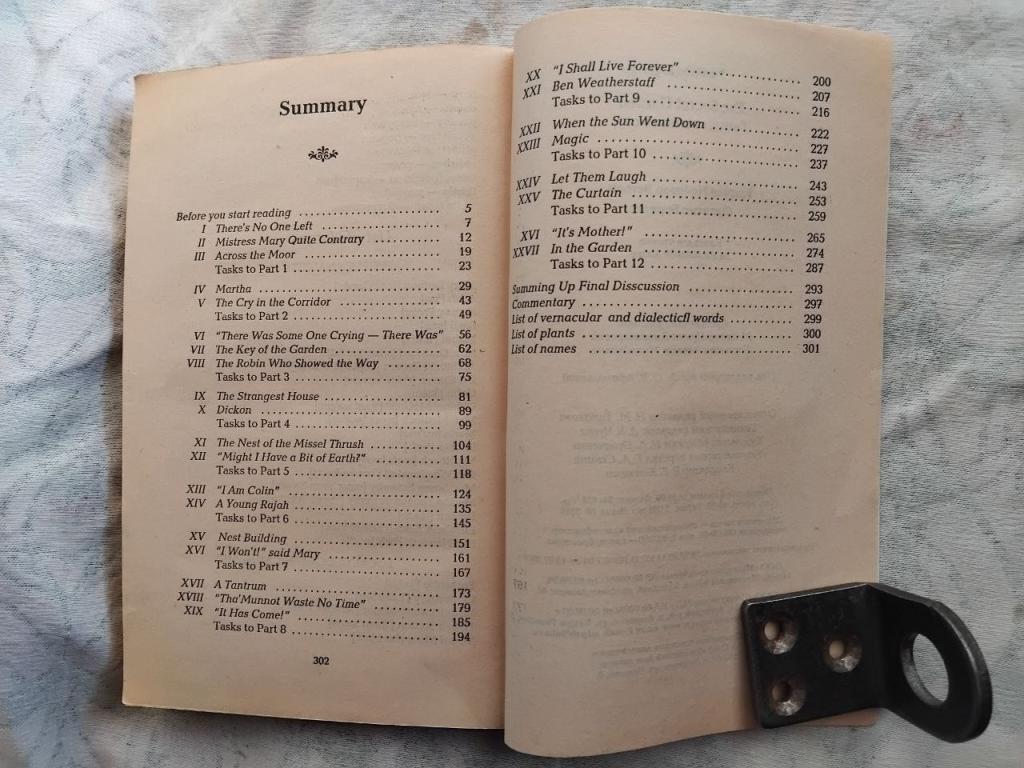 Summary
Before you start reading ........ 5
I There's No One Left ........ 7
II Mistress Mary Quite Contrary ........ 12
III Across the Moor ........ 19
Tasks to Part 1 ........ 23
IV Martha ........ 29
V The Cry in the Corridor ........ 43
Tasks to Part 2 ........ 49
VI "There Was Some One Crying — There Was" 56
VII The Key of the Garden ........ 62
VIII The Robin Who Showed the Way ........ 68
Tasks to Part 3 ........ 75
IX The Strangest House ........ 81
X Dickon ........ 89
Tasks to Part 4 ........ 99
XI The Nest of the Missel Thrush ........ 104
XII "Might I Have a Bit of Earth?" ........ 111
Tasks to Part 5 ........ 118
XIII "I Am Colin" ........ 124
XIV A Young Rajah ........ 135
Tasks to Part 6 ........ 145
XV Nest Building ........ 151
XVI "I Won't!" said Mary ........ 161
Tasks to Part 7 ........ 167
XVII A Tantrum ........ 173
XVIII "Tha'Munnot Waste No Time" ........ 179
XIX "It Has Come!" ........ 185
Tasks to Part 8 ........ 194
302
XX "I Shall Live Forever" ........ 200
XXI Ben Weatherstaff ........ 207
Tasks to Part 9 ........ 216
XXII When the Sun Went Down ........ 222
XXIII Magic ........ 227
Tasks to Part 10 ........ 237
XXIV Let Them Laugh ........ 243
XXV The Curtain ........ 253
Tasks to Part 11 ........ 259
XVI "It's Mother!" ........ 265
XXVII In the Garden ........ 274
Tasks to Part 12 ........ 287
Summing Up Final Disscussion ........ 293
Commentary ........ 297
List of vernacular and dialecticfl words ........ 299
List of plants ........ 300
List of names ........ 301